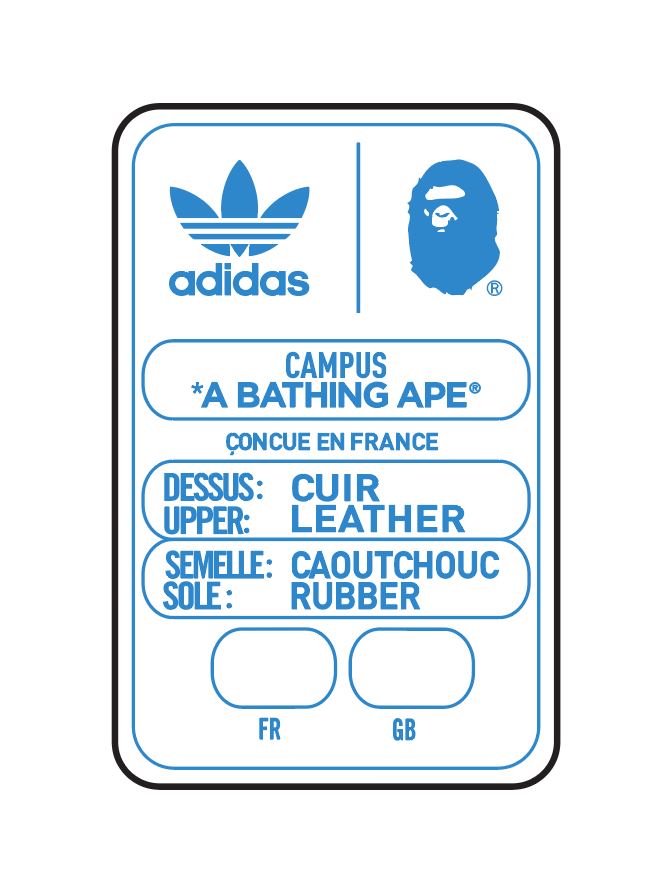 adidas
®
CAMPUS
*A BATHING APE®
ÇONCUE EN FRANCE
DESSUS: CUIR
UPPER: LEATHER
SEMELLE: CAOUTCHOUC
SOLE: RUBBER
FR GB